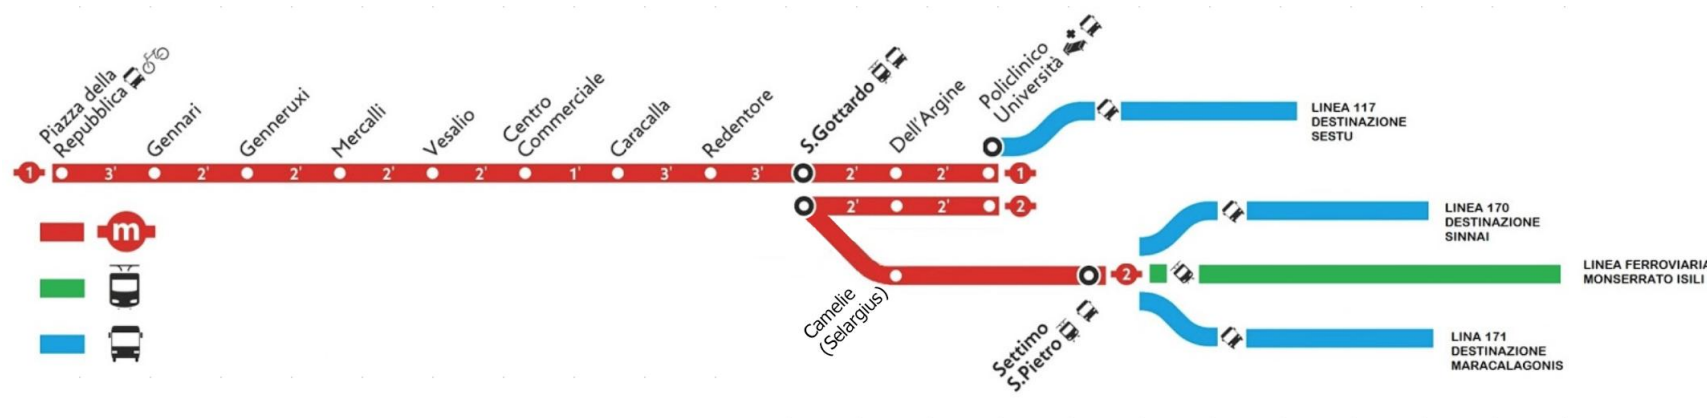 Piazza della
Repubblica
Gennari
Genneruxi
Mercalli
Vesalio
Centro
Commerciale
Caracalla
Redentore
S.Gottardo
Dell'Argine
Policlinico
Università
LINEA 117
DESTINAZIONE
SESTU
1 3' 2' 2' 2' 2' 1' 3' 3' 2' 2' 1
2' 2' 2
m
LINEA 170
DESTINAZIONE
SINNAI
2
LINEA FERROVIARIA
MONSERRATO ISILI
Camelie
(Selargius)
Settimo
S.Pietro
LINA 171
DESTINAZIONE
MARACALAGONIS